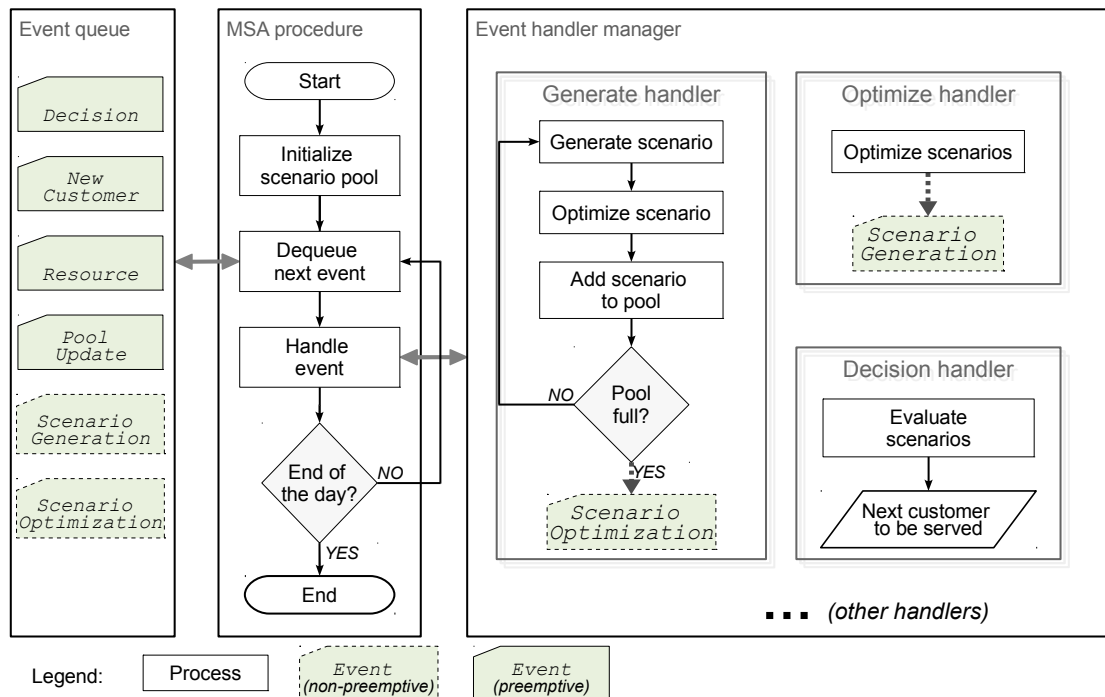 Event queue
Decision
New
Customer
Resource
Pool
Update
Scenario
Generation
Scenario
Optimization
MSA procedure
Start
Initialize
scenario pool
Dequeue
next event
Handle
event
End of
the day?
NO
YES
End
Event handler manager
Generate handler
Generate scenario
Optimize scenario
Add scenario
to pool
Pool
full?
NO
YES
Scenario
Optimization
Optimize handler
Optimize scenarios
Scenario
Generation
Decision handler
Evaluate
scenarios
Next customer
to be served
... (other handlers)
Legend:
Process
Event
(non-preemptive)
Event
(preemptive)